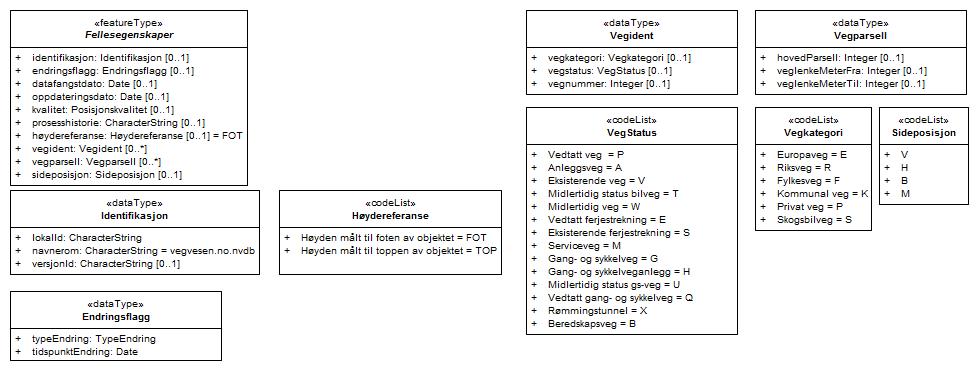 «featureType»
Fellesegenskaper
+ identifikasjon: Identifikasjon [0..1]
+ endringsflagg: Endringsflagg [0..1]
+ datafangstdato: Date [0..1]
+ oppdateringsdato: Date [0..1]
+ kvalitet: Posisjonskvalitet [0..1]
+ prosesshistorie: CharacterString [0..1]
+ høydereferanse: Høydereferanse [0..1] = FOT
+ vegident: Vegident [0..*]
+ vegparsell: Vegparsell [0..*]
+ sideposisjon: Sideposisjon [0..1]
«dataType»
Identifikasjon
+ lokalId: CharacterString
+ navnerom: CharacterString = vegvesen.no.nvdb
+ versjonId: CharacterString [0..1]
«codeList»
Høydereferanse
+ Høyden målt til foten av objektet = FOT
+ Høyden målt til toppen av objektet = TOP
«dataType»
Endringsflagg
+ typeEndring: TypeEndring
+ tidspunktEndring: Date
«dataType»
Vegident
+ vegkategori: Vegkategori [0..1]
+ vegstatus: VegStatus [0..1]
+ vegnummer: Integer [0..1]
«dataType»
Vegparsell
+ hovedParsell: Integer [0..1]
+ veglenkeMeterFra: Integer [0..1]
+ veglenkeMeterTil: Integer [0..1]
«codeList»
VegStatus
+ Vedtatt veg = P
+ Anleggsveg = A
+ Eksisterende veg = V
+ Midlertidig status bilveg = T
+ Midlertidig veg = W
+ Vedtatt ferjestrekning = E
+ Eksisterende ferjestrekning = S
+ Serviceveg = M
+ Gang- og sykkelveg = G
+ Gang- og sykkelveganlegg = H
+ Midlertidig status gs-veg = U
+ Vedtatt gang- og sykkelveg = Q
+ Rømmingstunnel = X
+ Beredskapsveg = B
«codeList»
Vegkategori
+ Europaveg = E
+ Riksveg = R
+ Fylkesveg = F
+ Kommunal veg = K
+ Privat veg = P
+ Skogsbilveg = S
«codeList»
Sideposisjon
+ V
+ H
+ B
+ M